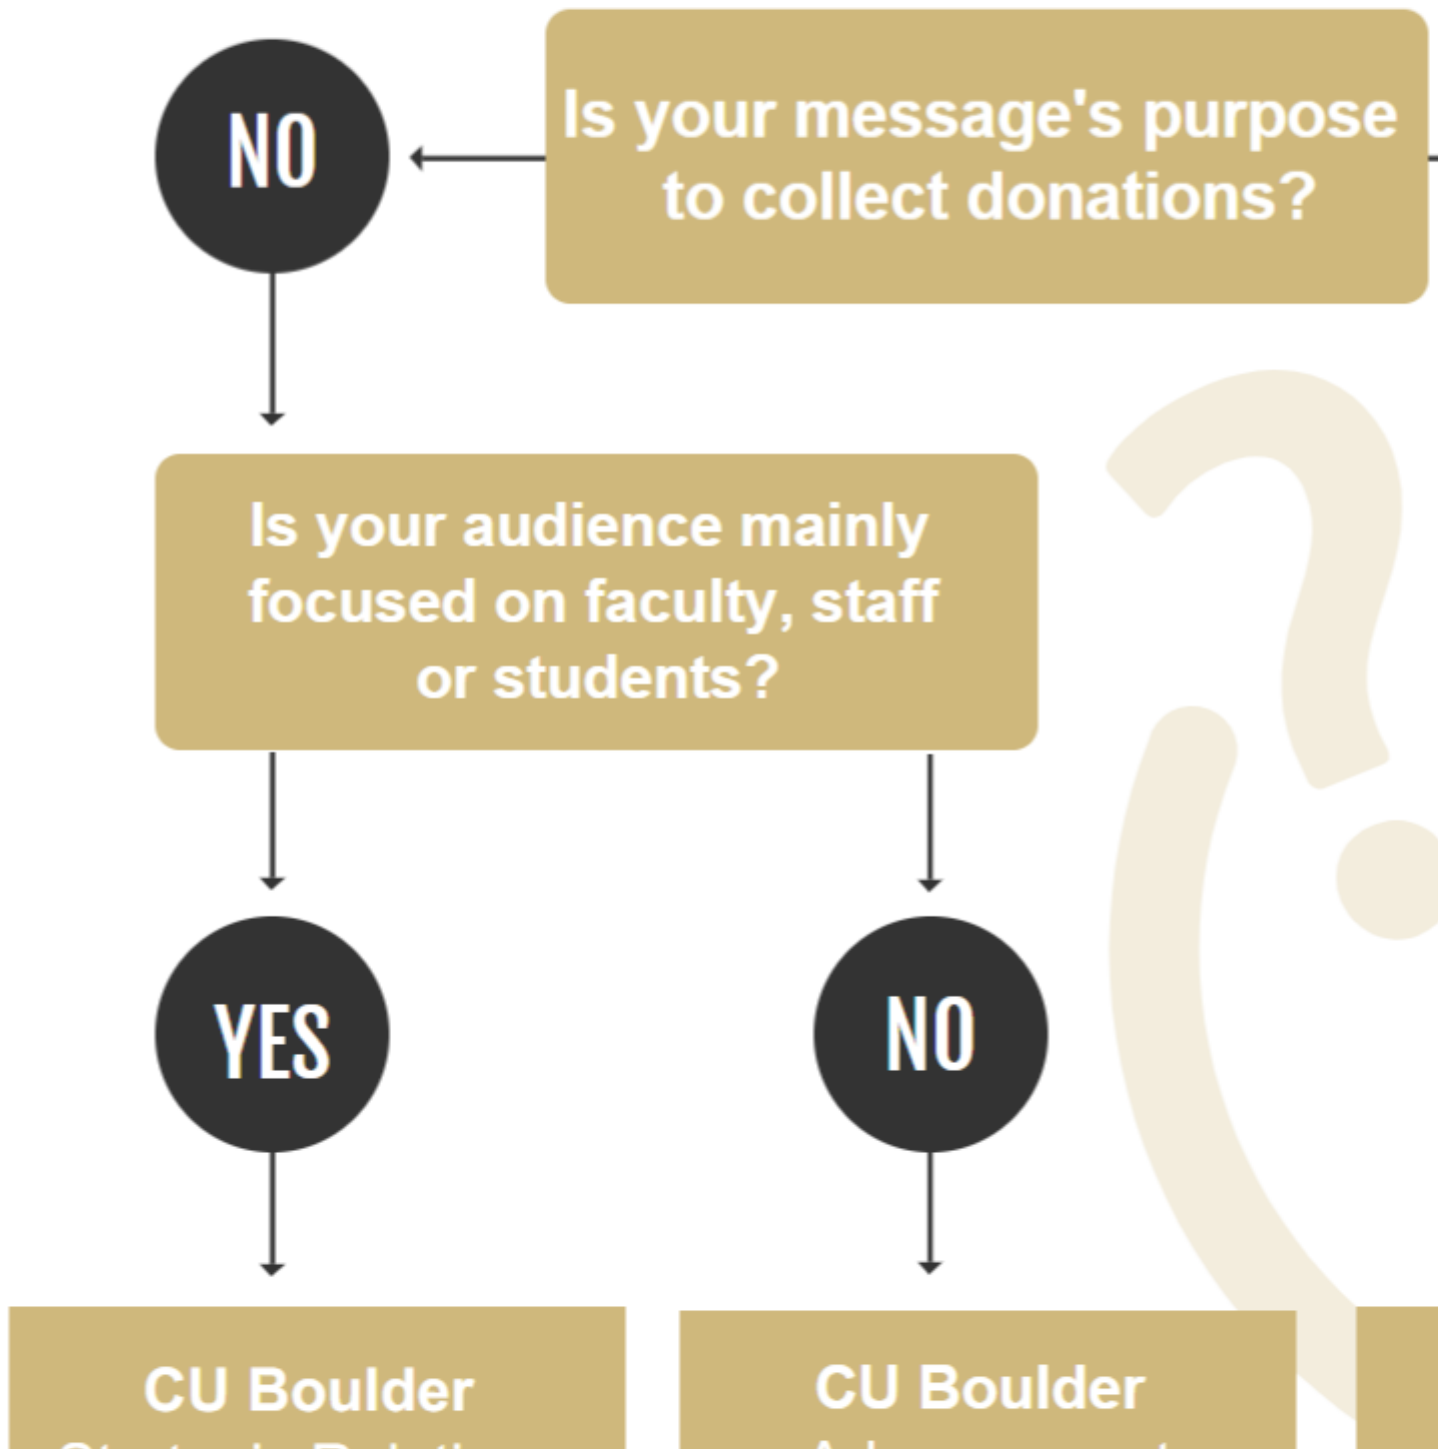 Is your message's purpose
to collect donations?
NO
Is your audience mainly
focused on faculty, staff
or students?
YES
NO
CU Boulder
CU Boulder